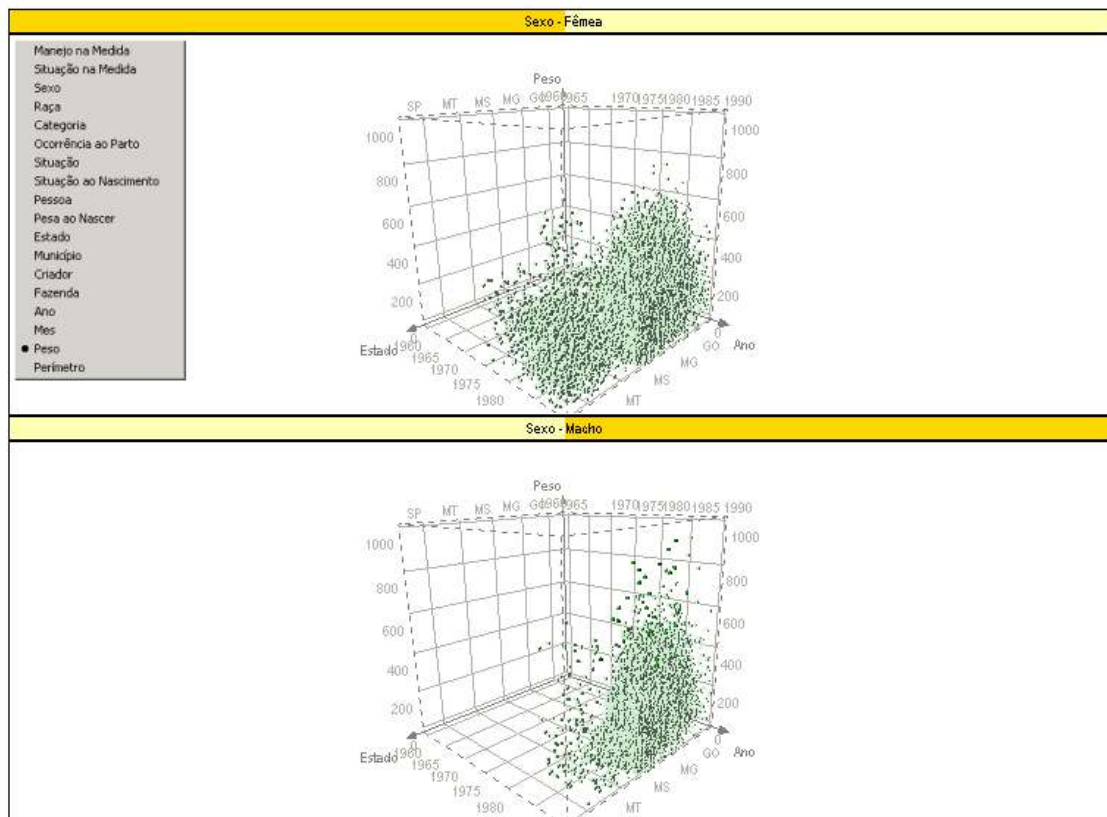 Sexo - Fêmea
Manejo na Medida
Situação na Medida
Sexo
Raça
Categoria
Ocorrência ao Parto
Situação
Situação ao Nascimento
Pessoa
Pesa ao Nascer
Estado
Município
Criador
Fazenda
Ano
Mes
Peso
Perímetro
Peso
SP MT MS MG GO 1960 1965 1970 1975 1980 1985 1990
1000 1000
800 800
600 600
400 400
200 200
0 0
Estado Ano
1960 GO
1965 MG
1970 MS
1975 MT
1980
Sexo - Macho
Peso
SP MT MS MG GO 1960 1965 1970 1975 1980 1985 1990
1000 1000
800 800
600 600
400 400
200 200
0 0
Estado Ano
1960 GO
1965 MG
1970 MS
1975 MT
1980